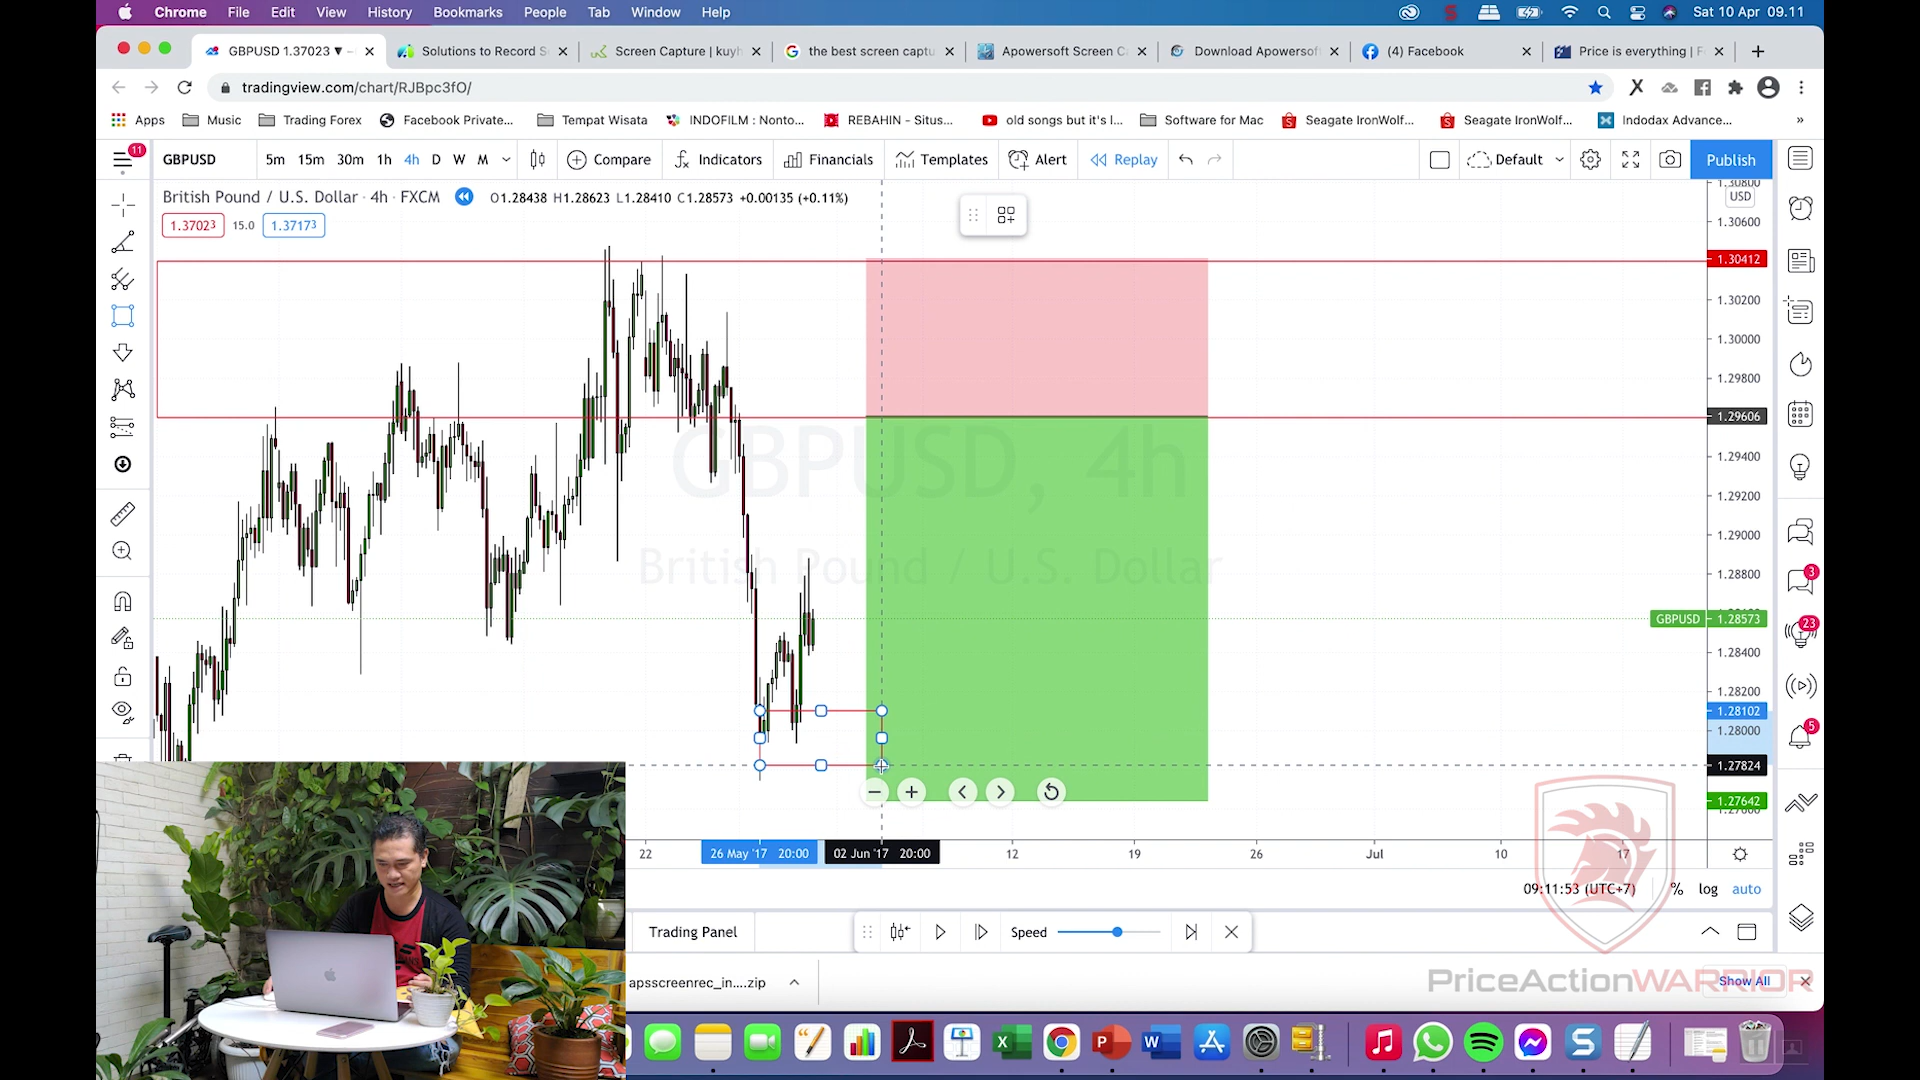 Chrome File Edit View History Bookmarks People Tab Window Help Sat 10 Apr 09.11
GBPUSD 1.37023 ▼ Solutions to Record S Screen Capture | kuyh the best screen captu Apowersoft Screen C Download Apowersof (4) Facebook Price is everything | F
tradingview.com/chart/RJBpc3fO/
Apps Music Trading Forex Facebook Private... Tempat Wisata INDOFILM : Nonto... REBAHIN - Situs... old songs but it's l... Software for Mac Seagate IronWolf... Seagate IronWolf... Indodax Advance... »
11
GBPUSD 5m 15m 30m 1h 4h D W M Compare Indicators Financials Templates Alert Replay Default Publish
British Pound / U.S. Dollar · 4h · FXCM O1.28438 H1.28623 L1.28410 C1.28573 +0.00135 (+0.11%)
1.37023 15.0 1.37173
1.30800
USD
1.30600
1.30412
1.30200
1.30000
1.29800
1.29606
1.29400
1.29200
1.29000
1.28800
GBPUSD 1.28573
1.28400
1.28200
1.28102
1.28000
1.27824
1.27642
GBPUSD, 4h
British Pound / U.S. Dollar
3
23
5
22 26 May '17 20:00 02 Jun '17 20:00 12 19 26 Jul 10 17
09:11:53 (UTC+7) % log auto
Trading Panel Speed
apsscreenrec_in....zip
PriceActionWARRIOR
Show All